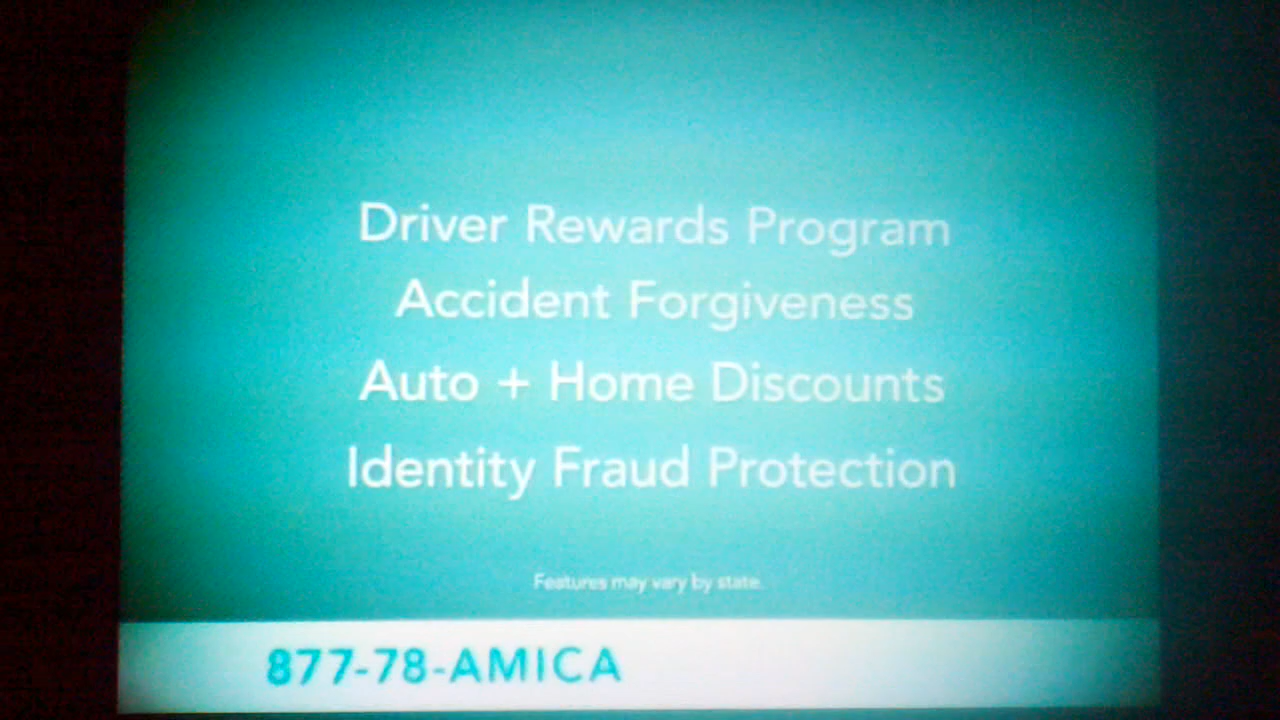 Driver Rewards Program
Accident Forgiveness
Auto + Home Discounts
Identity Fraud Protection
Features may vary by state.
877-78-AMICA